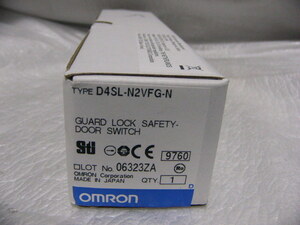 TYPE D4SL-N2VFG-N
GUARD LOCK SAFETY-
DOOR SWITCH
CE
9760
LOT No. 06323ZA
OMRON Corporation
MADE IN JAPAN
QTY 1
D
OMRON